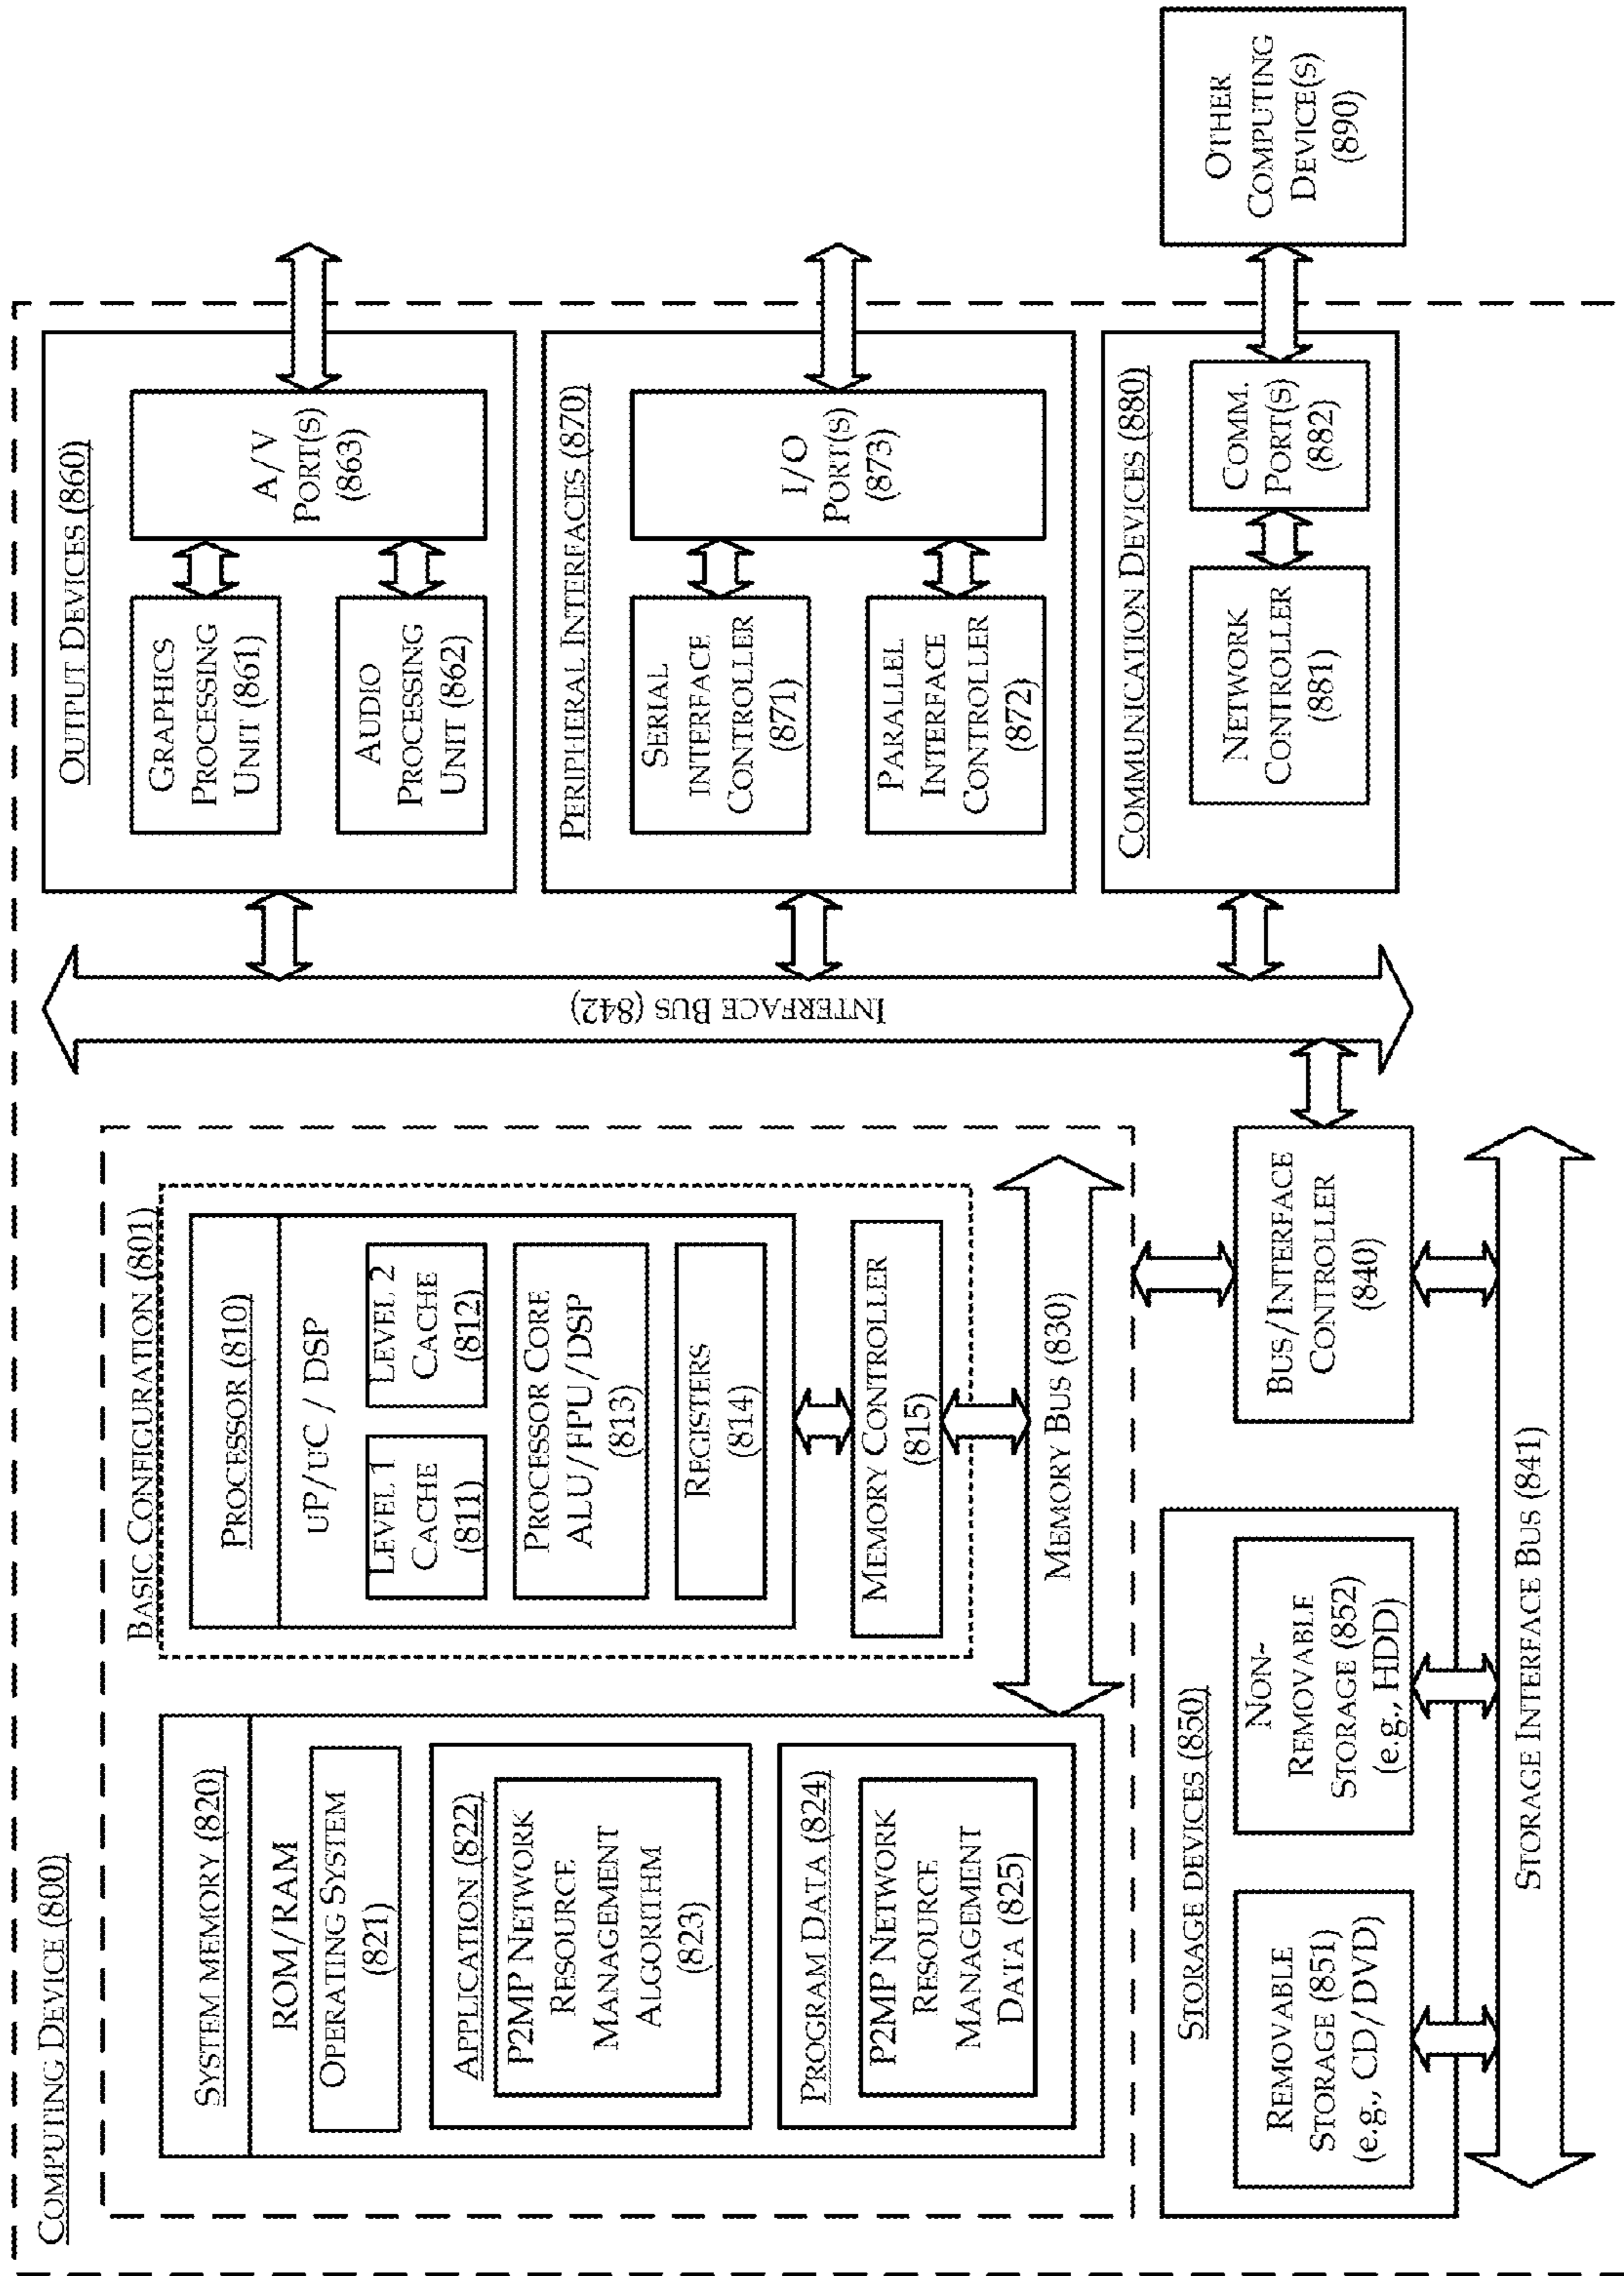 COMPUTING DEVICE (800)
SYSTEM MEMORY (820)
ROM/RAM
OPERATING SYSTEM
(821)
APPLICATION (822)
P2MP NETWORK
RESOURCE
MANAGEMENT
ALGORITHM
(823)
PROGRAM DATA (824)
P2MP NETWORK
RESOURCE
MANAGEMENT
DATA (825)
BASIC CONFIGURATION (801)
PROCESSOR (810)
UP/UC / DSP
LEVEL 1
CACHE
(811)
LEVEL 2
CACHE
(812)
PROCESSOR CORE
ALU/FPU/DSP
(813)
REGISTERS
(814)
MEMORY CONTROLLER
(815)
MEMORY BUS (830)
STORAGE DEVICES (850)
REMOVABLE
STORAGE (851)
(e.g., CD/DVD)
NON-
REMOVABLE
STORAGE (852)
(e.g., HDD)
BUS/INTERFACE
CONTROLLER
(840)
STORAGE INTERFACE BUS (841)
INTERFACE BUS (842)
OUTPUT DEVICES (860)
GRAPHICS
PROCESSING
UNIT (861)
AUDIO
PROCESSING
UNIT (862)
A/V
PORT(S)
(863)
PERIPHERAL INTERFACES (870)
SERIAL
INTERFACE
CONTROLLER
(871)
PARALLEL
INTERFACE
CONTROLLER
(872)
I/O
PORT(S)
(873)
COMMUNICATION DEVICES (880)
NETWORK
CONTROLLER
(881)
COMM.
PORT(S)
(882)
OTHER
COMPUTING
DEVICE(S)
(890)